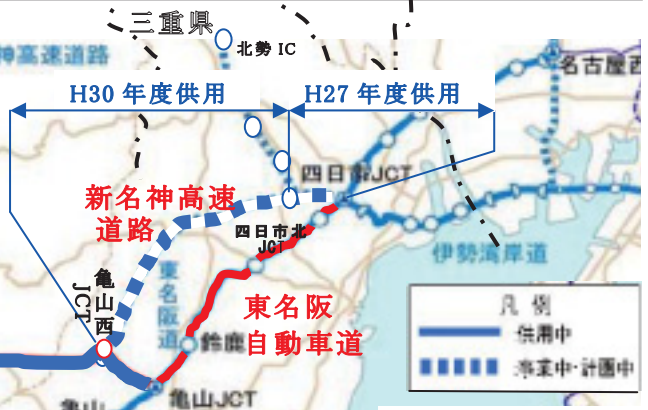 三重県
北勢 IC
神高速道路
名古屋西
H30 年度供用
H27 年度供用
四日市JCT
新名神高速
道路
四日市北
JCT
伊勢湾岸道
亀山西
JCT
東名阪道
東名阪
自動車道
鈴鹿
凡 例
供用中
事業中・計画中
亀山JCT
亀山